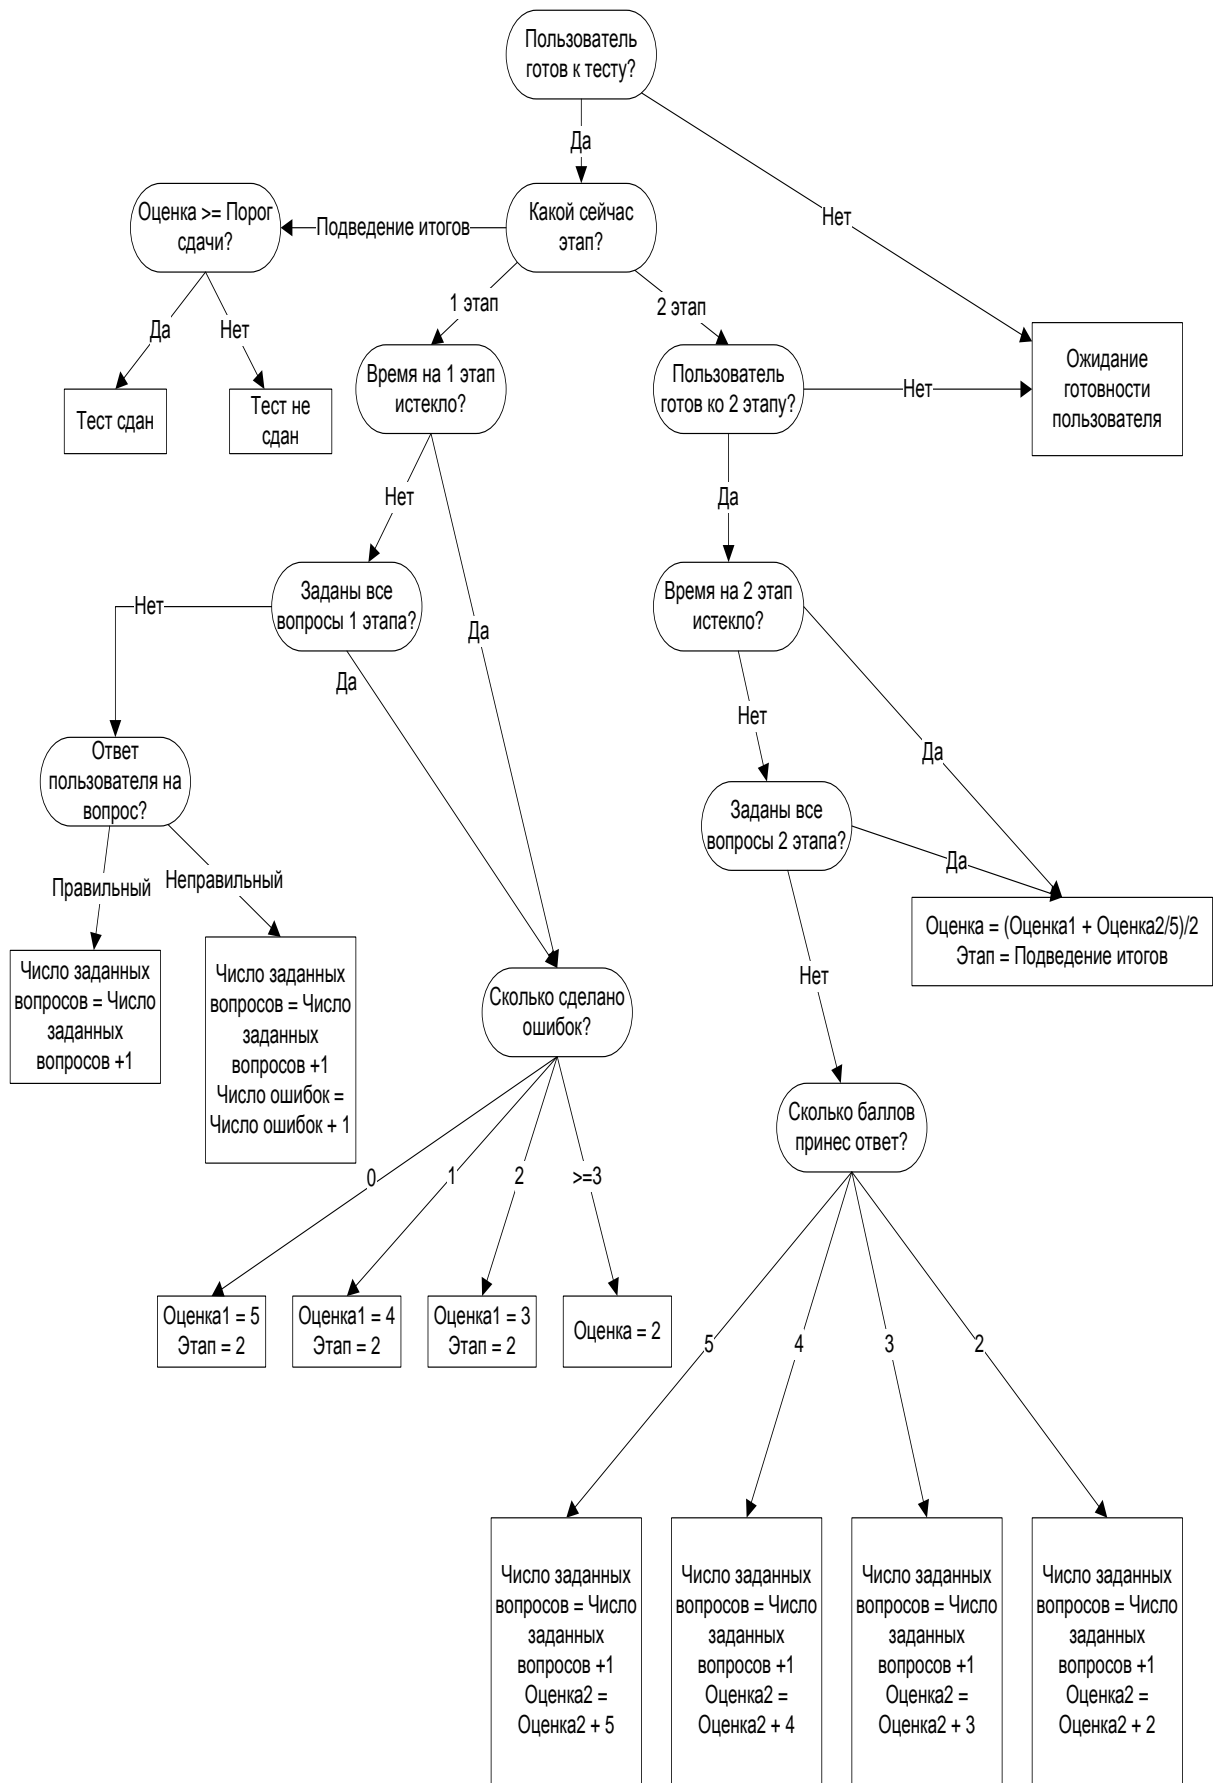 Пользователь
готов к тесту?
Да
Нет
Оценка >= Порог
сдачи?
Подведение итогов
Какой сейчас
этап?
1 этап
2 этап
Да
Нет
Тест сдан
Тест не
сдан
Время на 1 этап
истекло?
Пользователь
готов ко 2 этапу?
Нет
Ожидание
готовности
пользователя
Нет
Да
Да
Заданы все
вопросы 1 этапа?
Нет
Да
Время на 2 этап
истекло?
Нет
Да
Ответ
пользователя на
вопрос?
Правильный
Неправильный
Заданы все
вопросы 2 этапа?
Да
Нет
Число заданных
вопросов = Число
заданных
вопросов +1
Число заданных
вопросов = Число
заданных
вопросов +1
Число ошибок =
Число ошибок + 1
Сколько сделано
ошибок?
Оценка = (Оценка1 + Оценка2/5)/2
Этап = Подведение итогов
0
1
2
>=3
Оценка1 = 5
Этап = 2
Оценка1 = 4
Этап = 2
Оценка1 = 3
Этап = 2
Оценка = 2
Сколько баллов
принес ответ?
5
4
3
2
Число заданных
вопросов = Число
заданных
вопросов +1
Оценка2 =
Оценка2 + 5
Число заданных
вопросов = Число
заданных
вопросов +1
Оценка2 =
Оценка2 + 4
Число заданных
вопросов = Число
заданных
вопросов +1
Оценка2 =
Оценка2 + 3
Число заданных
вопросов = Число
заданных
вопросов +1
Оценка2 =
Оценка2 + 2